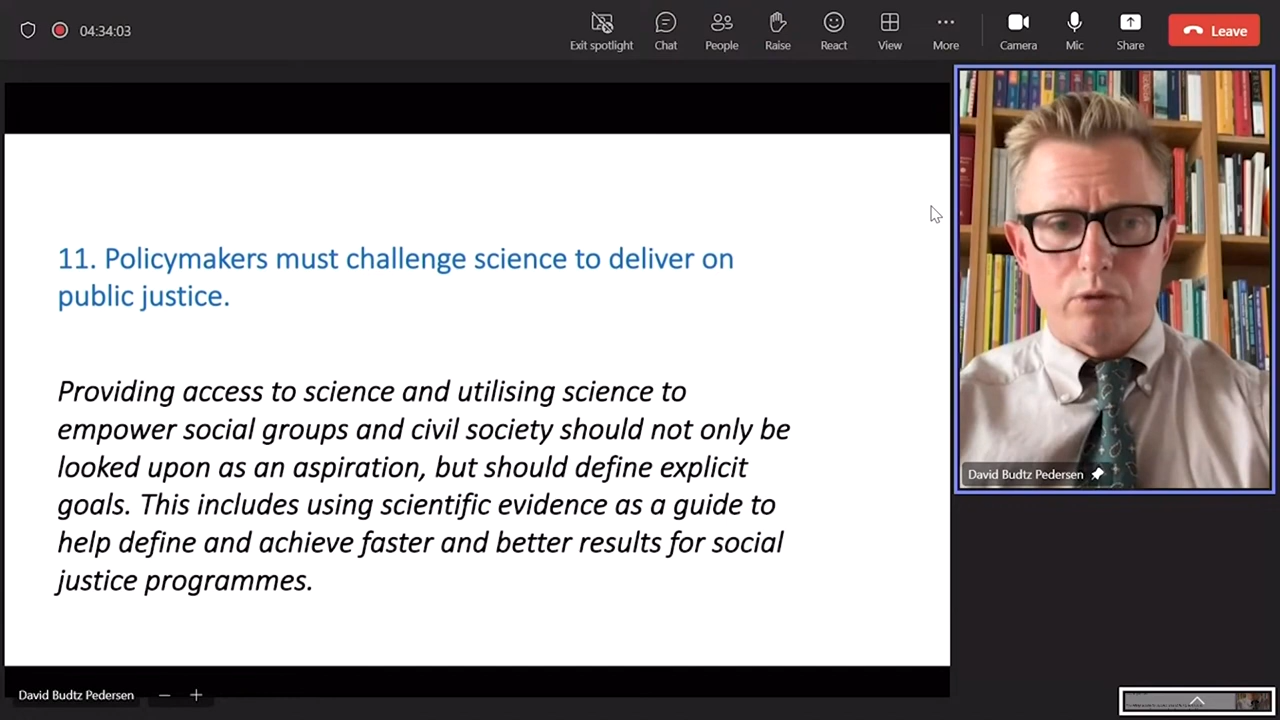 04:34:03
Exit spotlight
Chat
People
Raise
React
View
More
Camera
Mic
Share
Leave
11. Policymakers must challenge science to deliver on
public justice.
Providing access to science and utilising science to
empower social groups and civil society should not only be
looked upon as an aspiration, but should define explicit
goals. This includes using scientific evidence as a guide to
help define and achieve faster and better results for social
justice programmes.
David Budtz Pedersen
David Budtz Pedersen